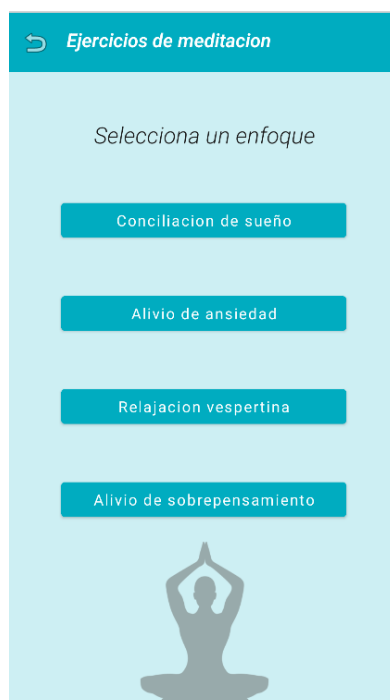 Ejercicios de meditacion
Selecciona un enfoque
Conciliacion de sueño
Alivio de ansiedad
Relajacion vespertina
Alivio de sobrepensamiento